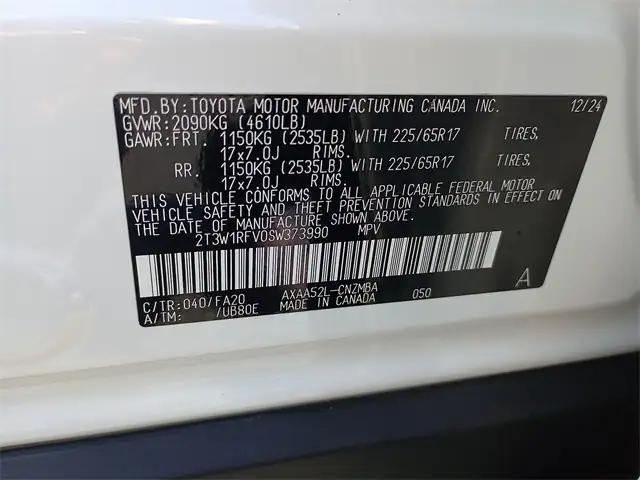 MFD.BY:TOYOTA MOTOR MANUFACTURING CANADA INC. 12/24
GVWR:2090KG (4610LB)
GAWR:FRT. 1150KG (2535LB) WITH 225/65R17 TIRES,
17x7.0J RIMS.
RR. 1150KG (2535LB) WITH 225/65R17 TIRES,
17x7.0J RIMS.
THIS VEHICLE CONFORMS TO ALL APPLICABLE FEDERAL MOTOR
VEHICLE SAFETY AND THEFT PREVENTION STANDARDS IN EFFECT
ON THE DATE OF MANUFACTURE SHOWN ABOVE.
2T3W1RFV0SW373990 MPV
C/TR:040/FA20 AXAA52L-CNZMBA 050 A
A/TM: /UB80E MADE IN CANADA